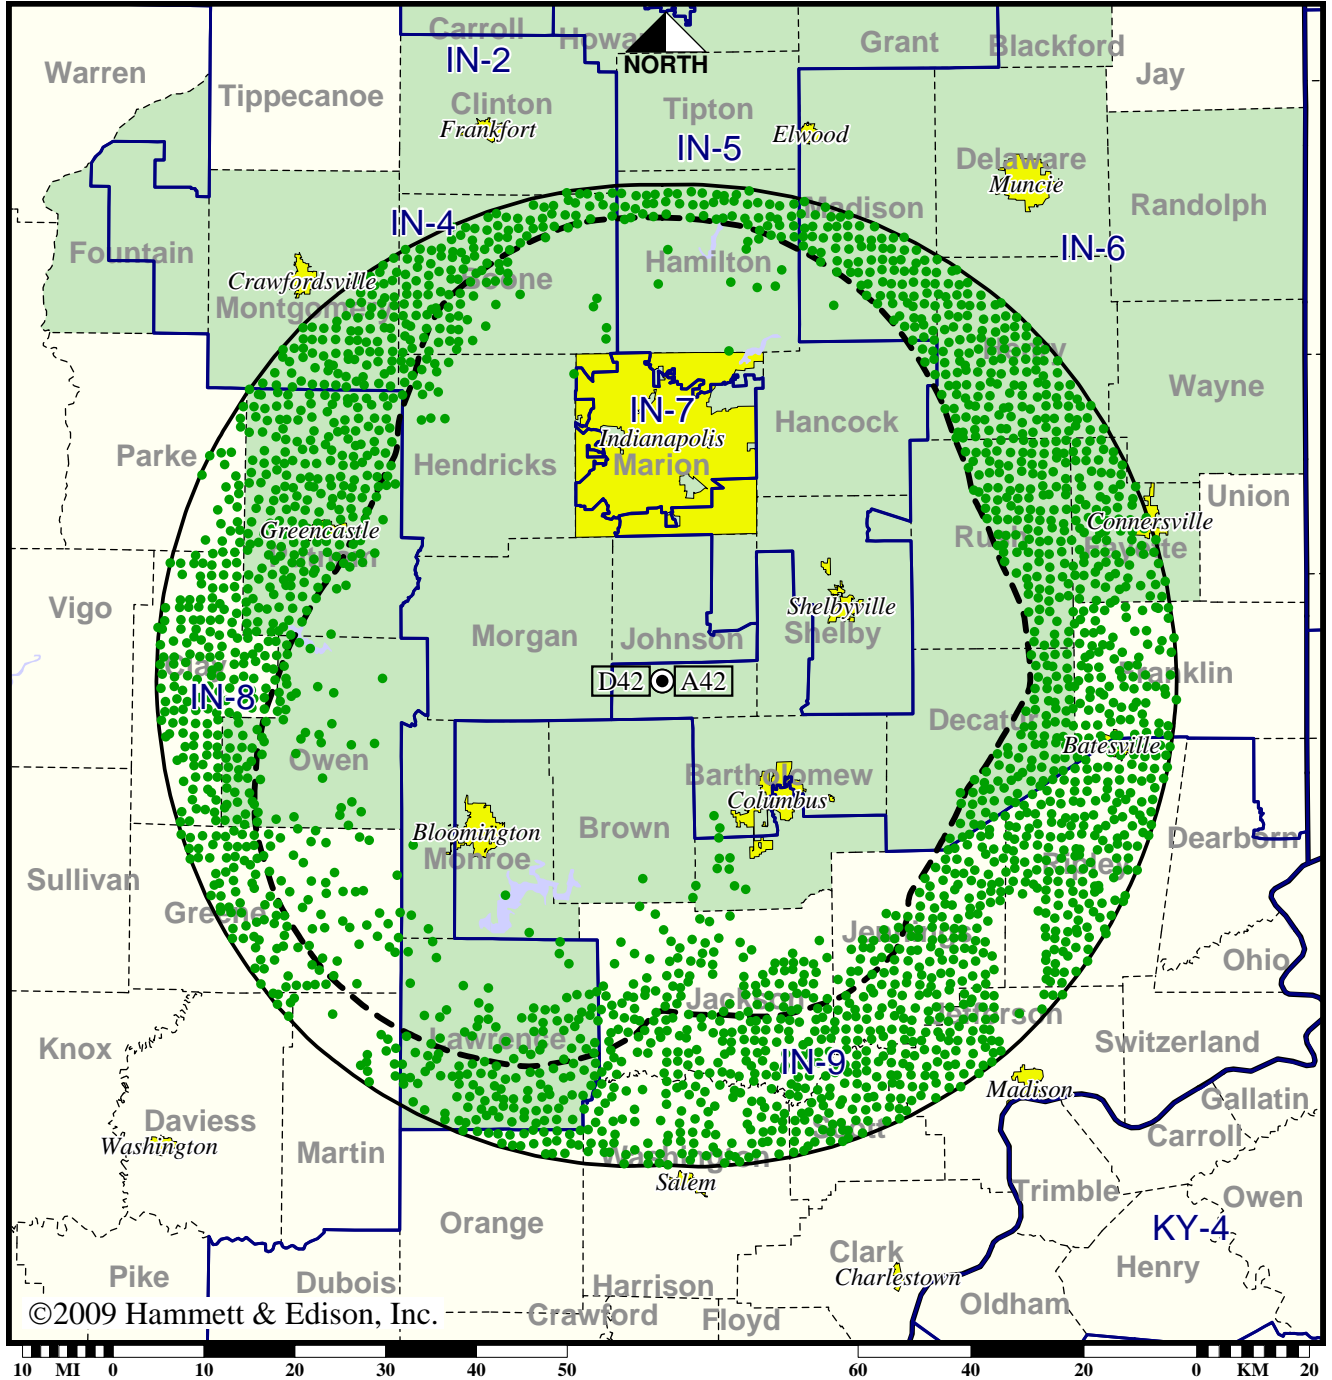 Carroll
Howa
Grant
Blackford
Warren
IN-2
NORTH
Jay
Tippecanoe
Clinton
Tipton
Frankfort
Elwood
IN-5
Delaware
Muncie
Randolph
Madison
IN-4
IN-6
Fountain
Hamilton
Boone
Crawfordsville
Montgomery
Henry
Wayne
IN-7
Hancock
Indianapolis
Parke
Hendricks
Marion
Union
Connersville
Greencastle
Putnam
Rush
Fayette
Vigo
Shelbyville
Morgan
Johnson
Shelby
Clay
Franklin
D42
A42
IN-8
Decatur
Batesville
Owen
Bartholomew
Columbus
Brown
Bloomington
Monroe
Dearborn
Ripley
Sullivan
Greene
Jennings
Ohio
Jackson
Jefferson
Lawrence
Knox
Switzerland
IN-9
Madison
Gallatin
Daviess
Scott
Carroll
Washington
Martin
Washington
Salem
Trimble
Owen
Orange
KY-4
Clark
Henry
Pike
Dubois
Harrison
Charlestown
Oldham
©2009 Hammett & Edison, Inc.
Crawford
Floyd
10 MI 0 10 20 30 40 50 60 40 20 0 KM 20